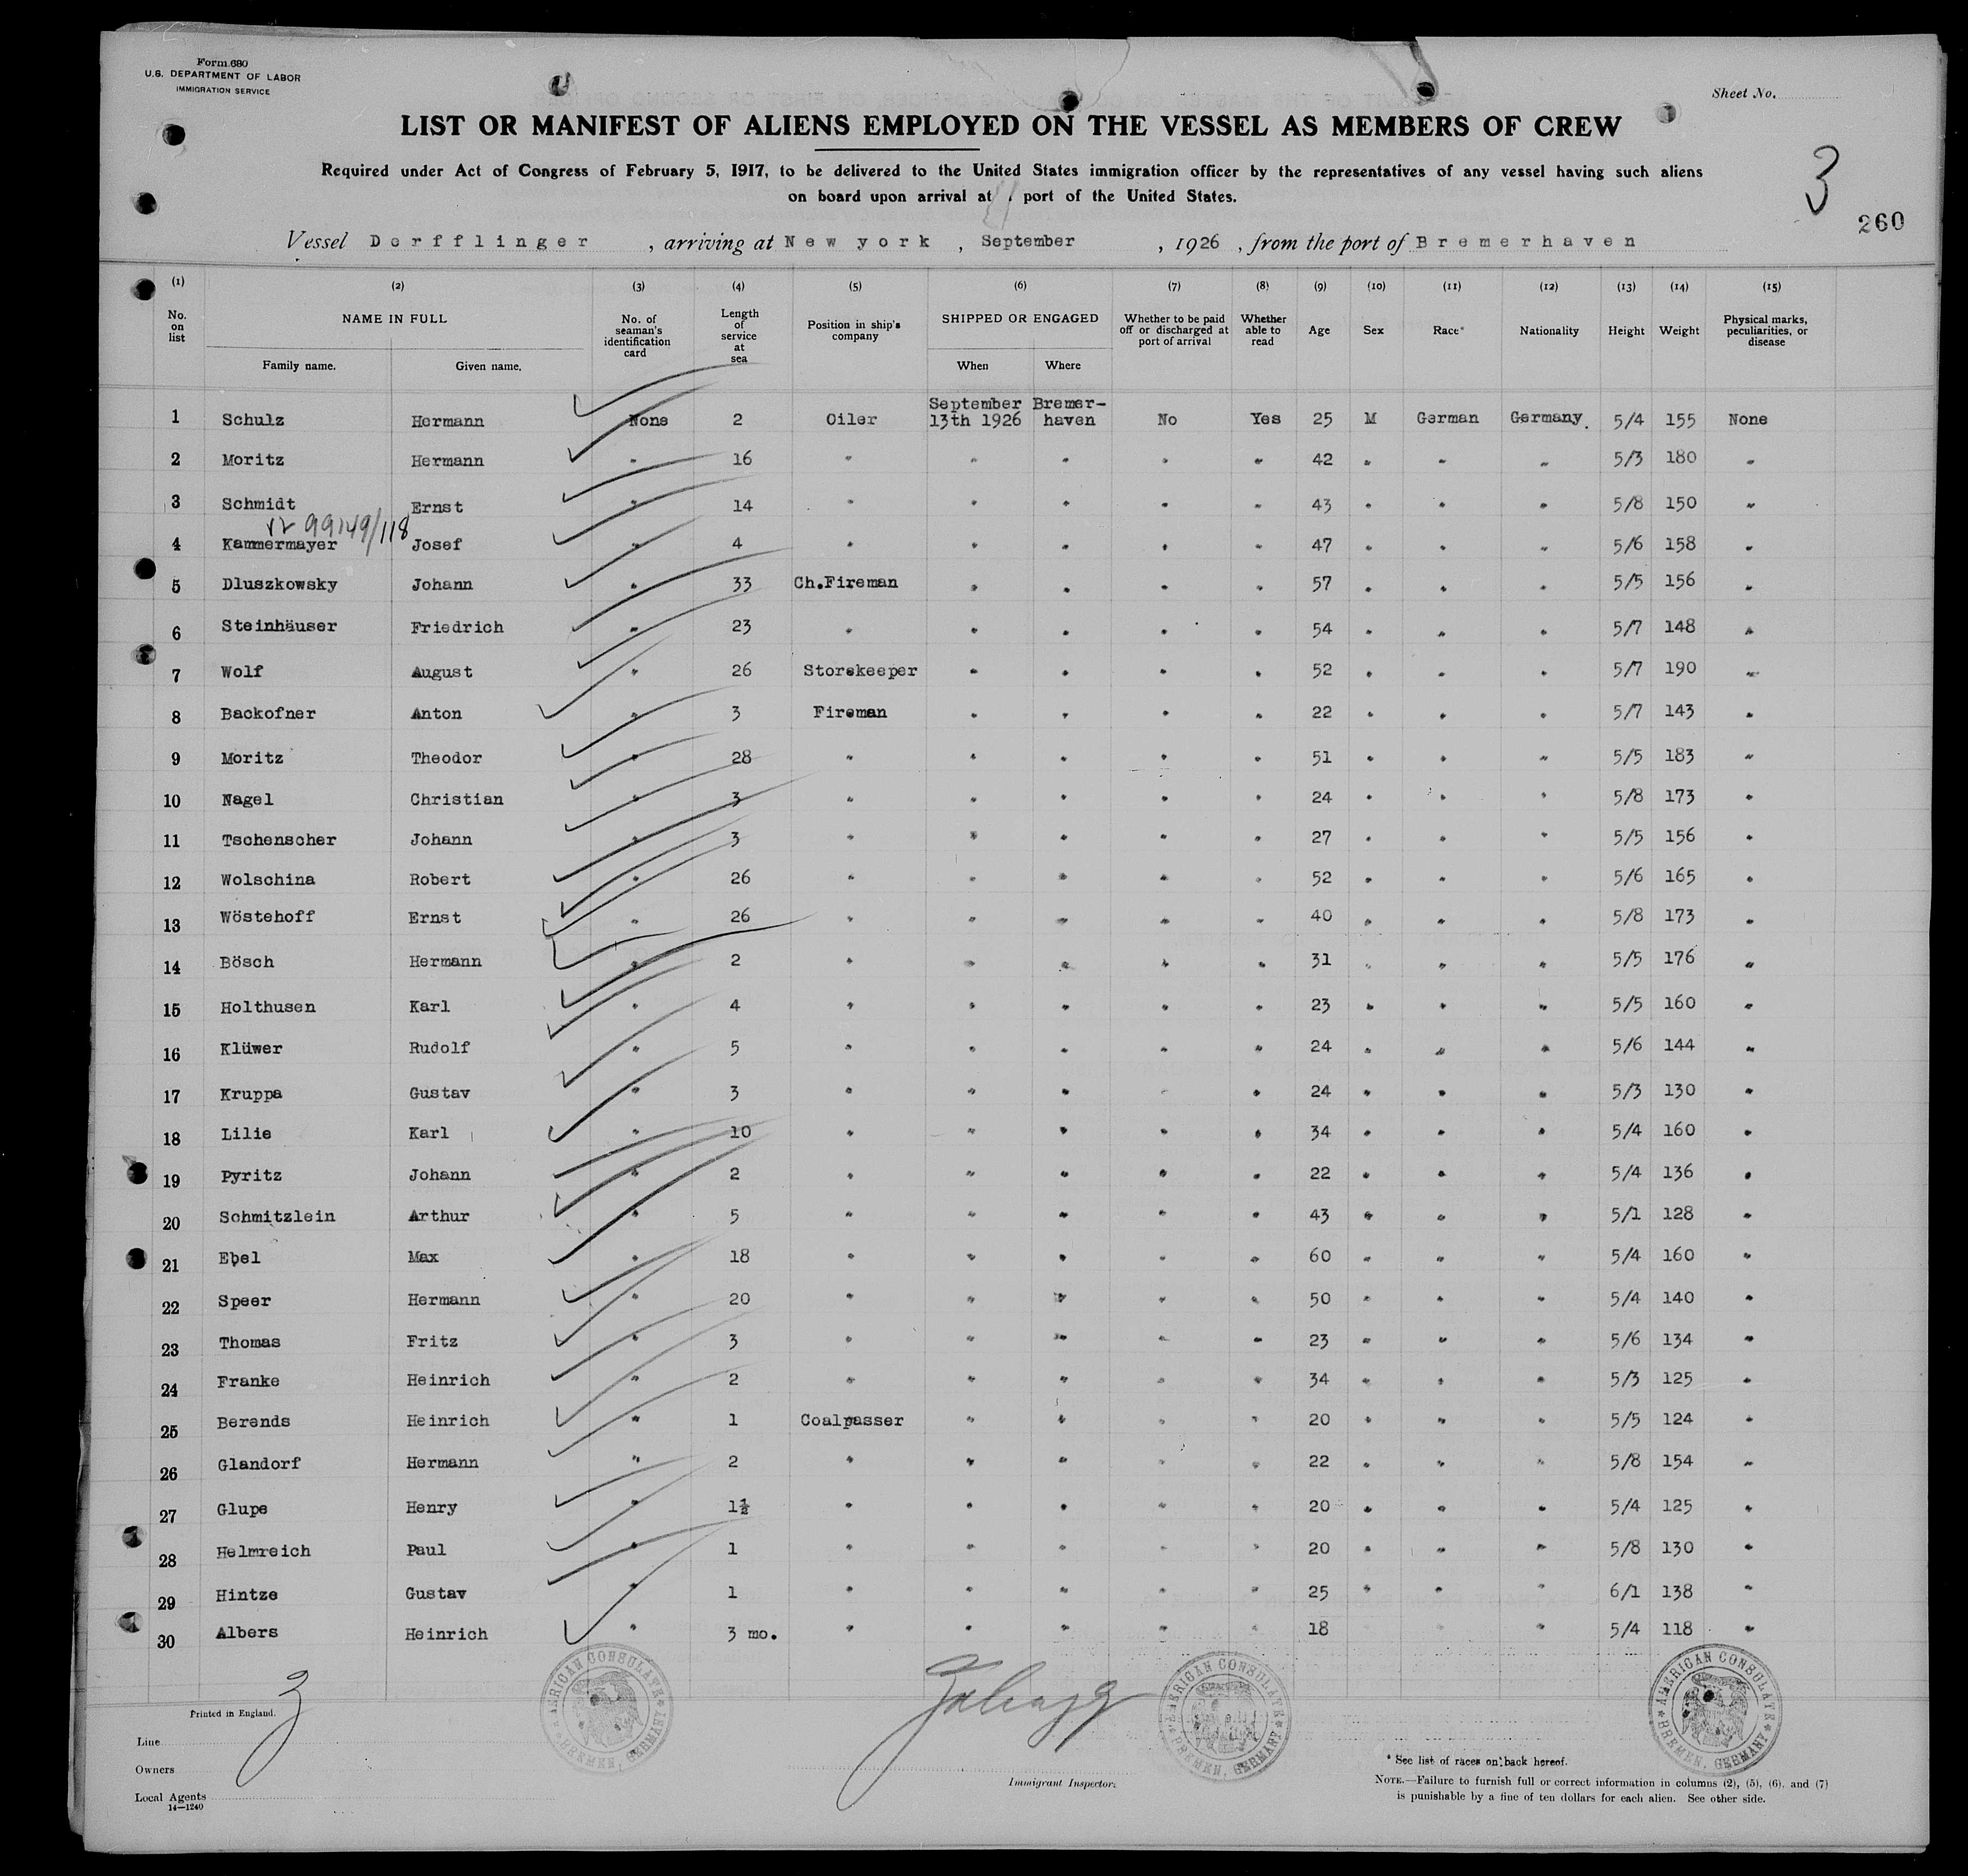 Form 680
U.S. DEPARTMENT OF LABOR
IMMIGRATION SERVICE
Sheet No.
LIST OR MANIFEST OF ALIENS EMPLOYED ON THE VESSEL AS MEMBERS OF CREW
Required under Act of Congress of February 5, 1917, to be delivered to the United States immigration officer by the representatives of any vessel having such aliens
on board upon arrival at port of the United States.
3
260
Vessel Derfflinger , arriving at New york , September , 1926 , from the port of Bremerhaven
(1) (2) (3) (4) (5) (6) (7) (8) (9) (10) (11) (12) (13) (14) (15)
No. on list NAME IN FULL No. of seaman's identification card Length of service at sea Position in ship's company SHIPPED OR ENGAGED Whether to be paid off or discharged at port of arrival Whether able to read Age Sex Race* Nationality Height Weight Physical marks, peculiarities, or disease
Family name. Given name. When Where
1 Schulz Hermann None 2 Oiler September 13th 1926 Bremer-haven No Yes 25 M German Germany. 5/4 155 None
2 Moritz Hermann " 16 " " " " " 42 " " " 5/3 180 "
3 Schmidt Ernst " 14 " " " " " 43 " " " 5/8 150 "
99149/118
4 Kammermayer Josef " 4 " " " " " 47 " " " 5/6 158 "
5 Dluszkowsky Johann " 33 Ch.Fireman " " " " 57 " " " 5/5 156 "
6 Steinhäuser Friedrich " 23 " " " " " 54 " " " 5/7 148 "
7 Wolf August " 26 Storekeeper " " " " 52 " " " 5/7 190 "
8 Backofner Anton " 3 Fireman " " " " 22 " " " 5/7 143 "
9 Moritz Theodor " 28 " " " " " 51 " " " 5/5 183 "
10 Nagel Christian " 3 " " " " " 24 " " " 5/8 173 "
11 Tschenscher Johann " 3 " " " " " 27 " " " 5/5 156 "
12 Wolschina Robert " 26 " " " " " 52 " " " 5/6 165 "
13 Wöstehoff Ernst " 26 " " " " " 40 " " " 5/8 173 "
14 Bösch Hermann " 2 " " " " " 31 " " " 5/5 176 "
15 Holthusen Karl " 4 " " " " " 23 " " " 5/5 160 "
16 Klüwer Rudolf " 5 " " " " " 24 " " " 5/6 144 "
17 Kruppa Gustav " 3 " " " " " 24 " " " 5/3 130 "
18 Lilie Karl " 10 " " " " " 34 " " " 5/4 160 "
19 Pyritz Johann " 2 " " " " " 22 " " " 5/4 136 "
20 Schmitzlein Arthur " 5 " " " " " 43 " " " 5/1 128 "
21 Ebel Max " 18 " " " " " 60 " " " 5/4 160 "
22 Speer Hermann " 20 " " " " " 50 " " " 5/4 140 "
23 Thomas Fritz " 3 " " " " " 23 " " " 5/6 134 "
24 Franke Heinrich " 2 " " " " " 34 " " " 5/3 125 "
25 Berends Heinrich " 1 Coalpasser " " " " 20 " " " 5/5 124 "
26 Glandorf Hermann " 2 " " " " " 22 " " " 5/8 154 "
27 Glupe Henry " 1½ " " " " " 20 " " " 5/4 125 "
28 Helmreich Paul " 1 " " " " " 20 " " " 5/8 130 "
29 Hintze Gustav " 1 " " " " " 25 " " " 6/1 138 "
30 Albers Heinrich " 3 mo. " " " " " 18 " " " 5/4 118 "
AMERICAN CONSULATE BREMEN, GERMANY
AMERICAN CONSULATE BREMEN, GERMANY
AMERICAN CONSULATE BREMEN, GERMANY
Printed in England.
3
Line
Owners
Local Agents
14—1240
Immigrant Inspector.
* See list of races on back hereof.
NOTE.—Failure to furnish full or correct information in columns (2), (5), (6), and (7)
is punishable by a fine of ten dollars for each alien. See other side.